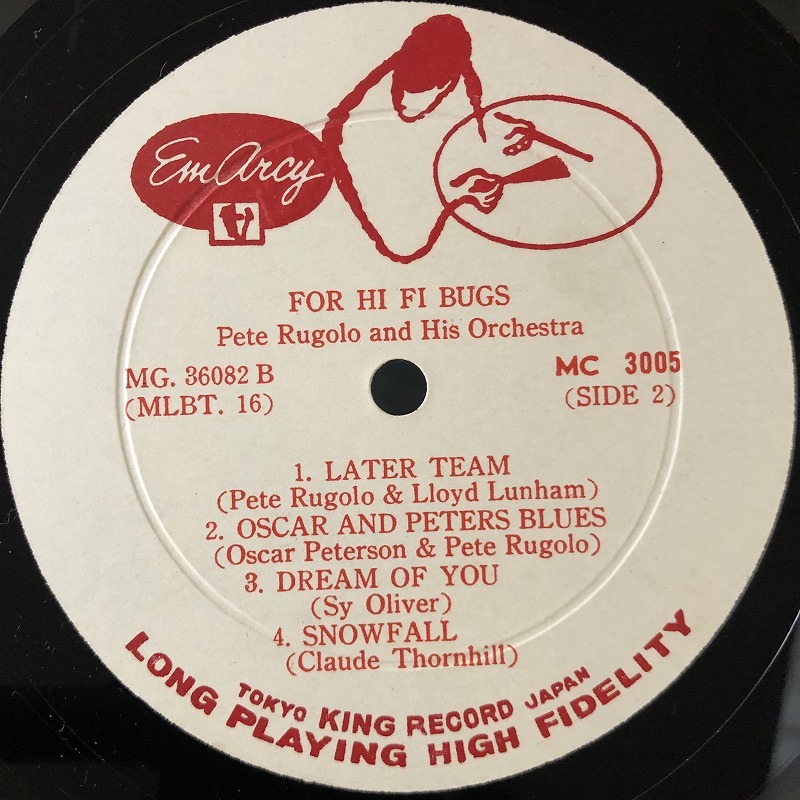 EmArcy
FOR HI FI BUGS
Pete Rugolo and His Orchestra
MG. 36082 B
(MLBT. 16)
MC 3005
(SIDE 2)
1. LATER TEAM
(Pete Rugolo & Lloyd Lunham)
2. OSCAR AND PETERS BLUES
(Oscar Peterson & Pete Rugolo)
3. DREAM OF YOU
(Sy Oliver)
4. SNOWFALL
(Claude Thornhill)
TOKYO KING RECORD JAPAN
LONG PLAYING HIGH FIDELITY